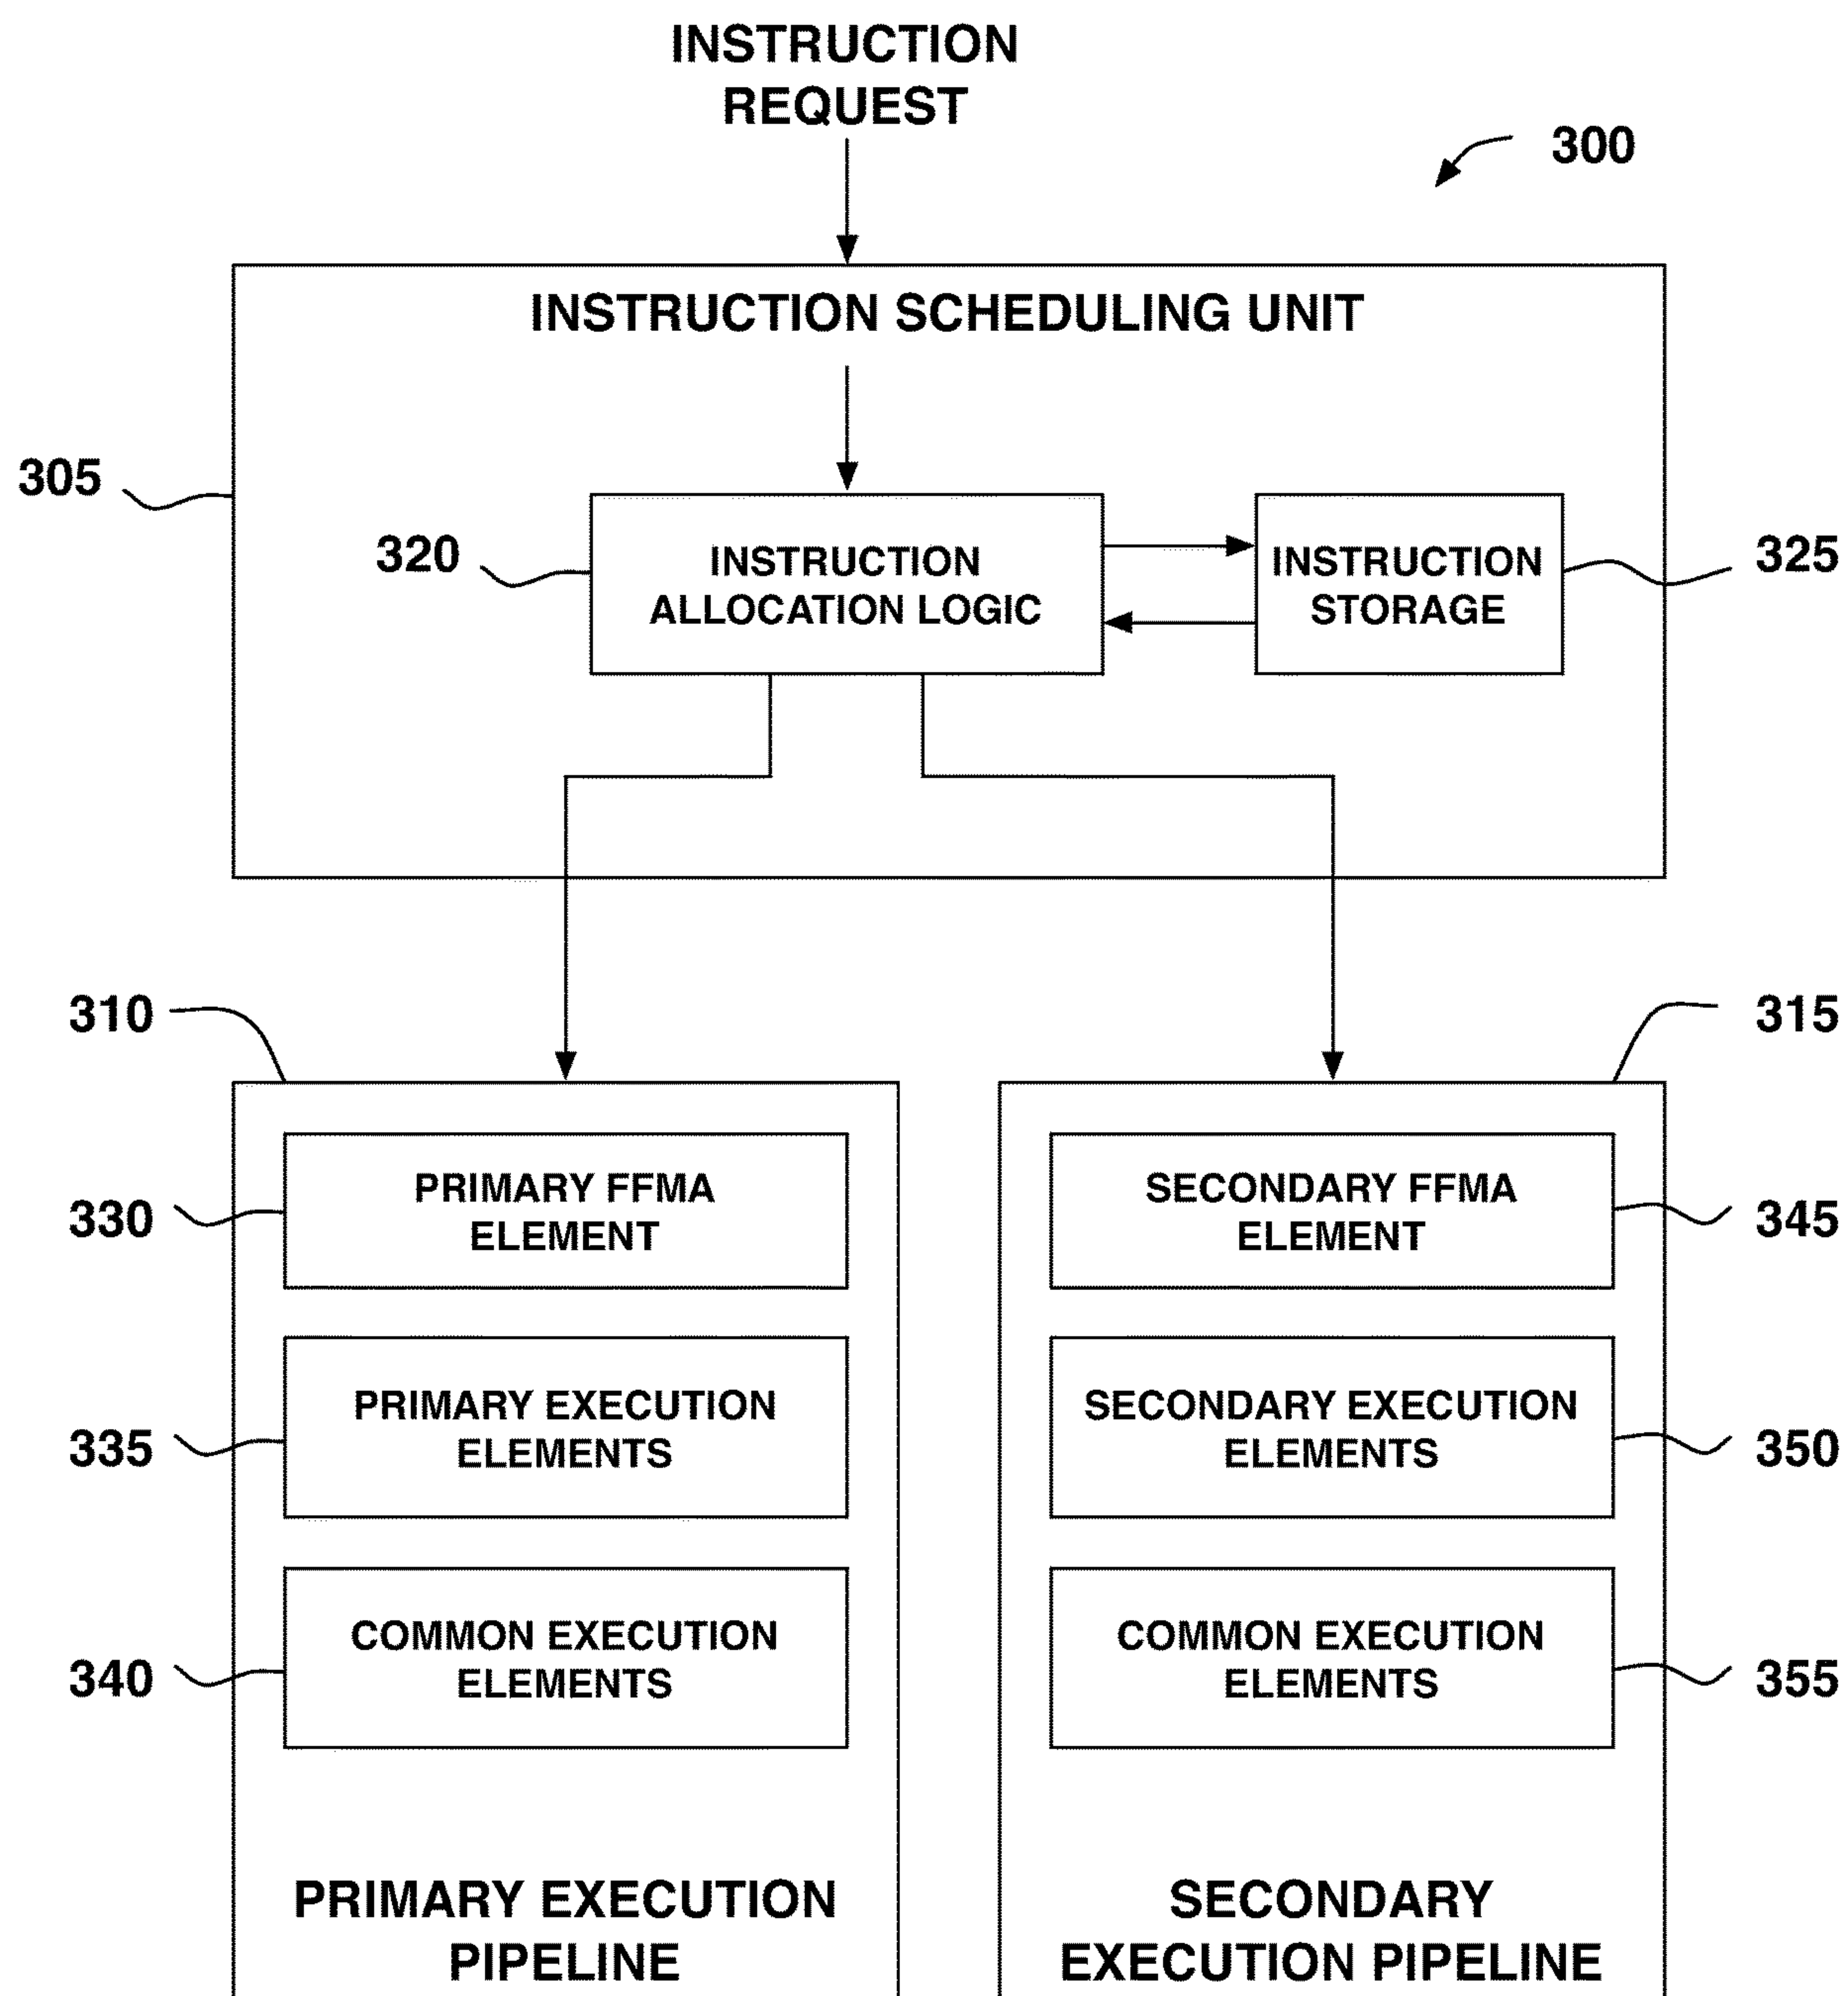 INSTRUCTION
REQUEST
300
INSTRUCTION SCHEDULING UNIT
305
320
INSTRUCTION
ALLOCATION LOGIC
INSTRUCTION
STORAGE
325
310
315
330
PRIMARY FFMA
ELEMENT
SECONDARY FFMA
ELEMENT
345
335
PRIMARY EXECUTION
ELEMENTS
SECONDARY EXECUTION
ELEMENTS
350
340
COMMON EXECUTION
ELEMENTS
COMMON EXECUTION
ELEMENTS
355
PRIMARY EXECUTION
PIPELINE
SECONDARY
EXECUTION PIPELINE